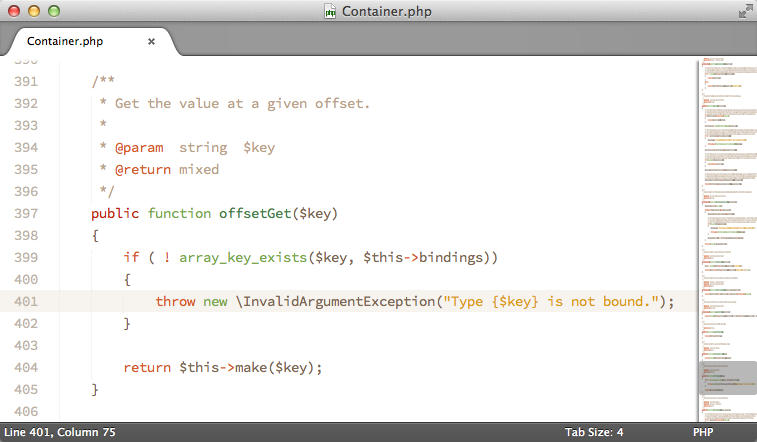 Container.php
Container.php
390
391 /**
392 * Get the value at a given offset.
393 *
394 * @param  string  $key
395 * @return mixed
396 */
397 public function offsetGet($key)
398 {
399 if ( ! array_key_exists($key, $this->bindings))
400 {
401 throw new \InvalidArgumentException("Type {$key} is not bound.");
402 }
403
404 return $this->make($key);
405 }
406
Line 401, Column 75 Tab Size: 4 PHP